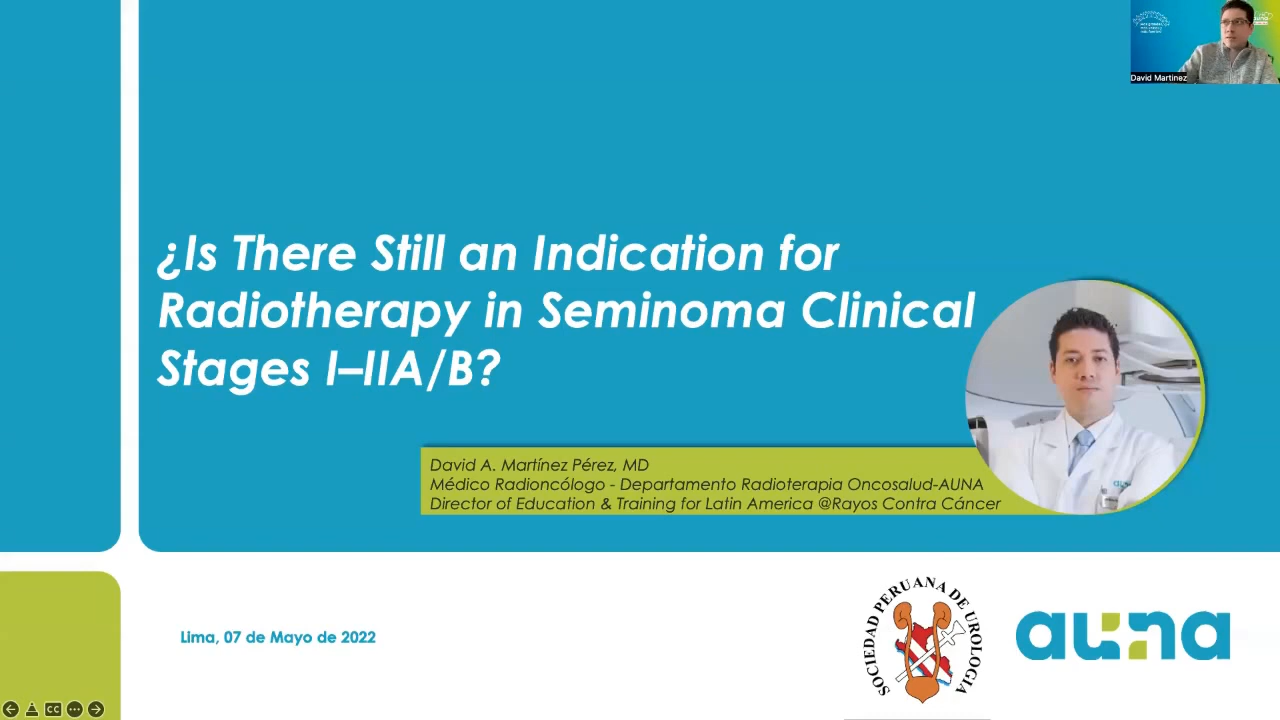 David Martinez
¿Is There Still an Indication for
Radiotherapy in Seminoma Clinical
Stages I–IIA/B?
David A. Martínez Pérez, MD
Médico Radioncólogo - Departamento Radioterapia Oncosalud-AUNA
Director of Education & Training for Latin America @Rayos Contra Cáncer
Lima, 07 de Mayo de 2022
SOCIEDAD PERUANA DE UROLOGIA
auna
CC